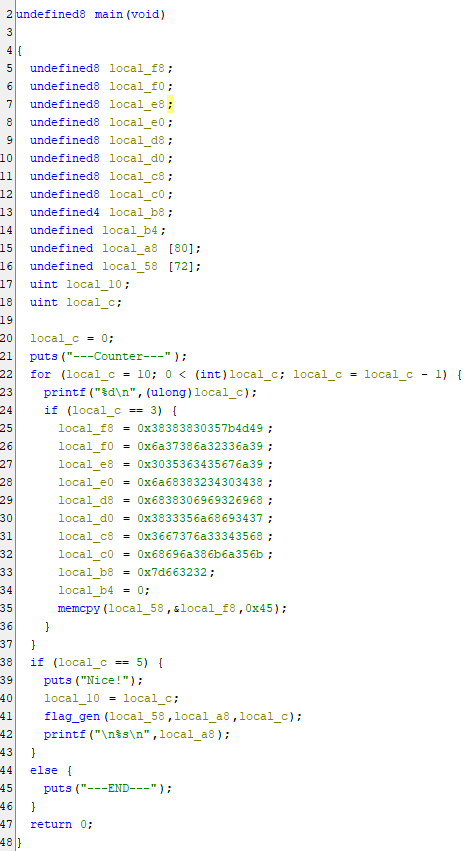 2 undefined8 main(void)
3
4 {
5 undefined8 local_f8;
6 undefined8 local_f0;
7 undefined8 local_e8;
8 undefined8 local_e0;
9 undefined8 local_d8;
10 undefined8 local_d0;
11 undefined8 local_c8;
12 undefined8 local_c0;
13 undefined4 local_b8;
14 undefined local_b4;
15 undefined local_a8 [80];
16 undefined local_58 [72];
17 uint local_10;
18 uint local_c;
19
20 local_c = 0;
21 puts("---Counter---");
22 for (local_c = 10; 0 < (int)local_c; local_c = local_c - 1) {
23 printf("%d\n",(ulong)local_c);
24 if (local_c == 3) {
25 local_f8 = 0x38383830357b4d49;
26 local_f0 = 0x6a37386a32336a39;
27 local_e8 = 0x3035363435676a39;
28 local_e0 = 0x6a68383234303438;
29 local_d8 = 0x6838306969326968;
30 local_d0 = 0x3833356a68693437;
31 local_c8 = 0x3667376a33343568;
32 local_c0 = 0x68696a386b6a356b;
33 local_b8 = 0x7d663232;
34 local_b4 = 0;
35 memcpy(local_58,&local_f8,0x45);
36 }
37 }
38 if (local_c == 5) {
39 puts("Nice!");
40 local_10 = local_c;
41 flag_gen(local_58,local_a8,local_c);
42 printf("\n%s\n",local_a8);
43 }
44 else {
45 puts("---END---");
46 }
47 return 0;
48 }